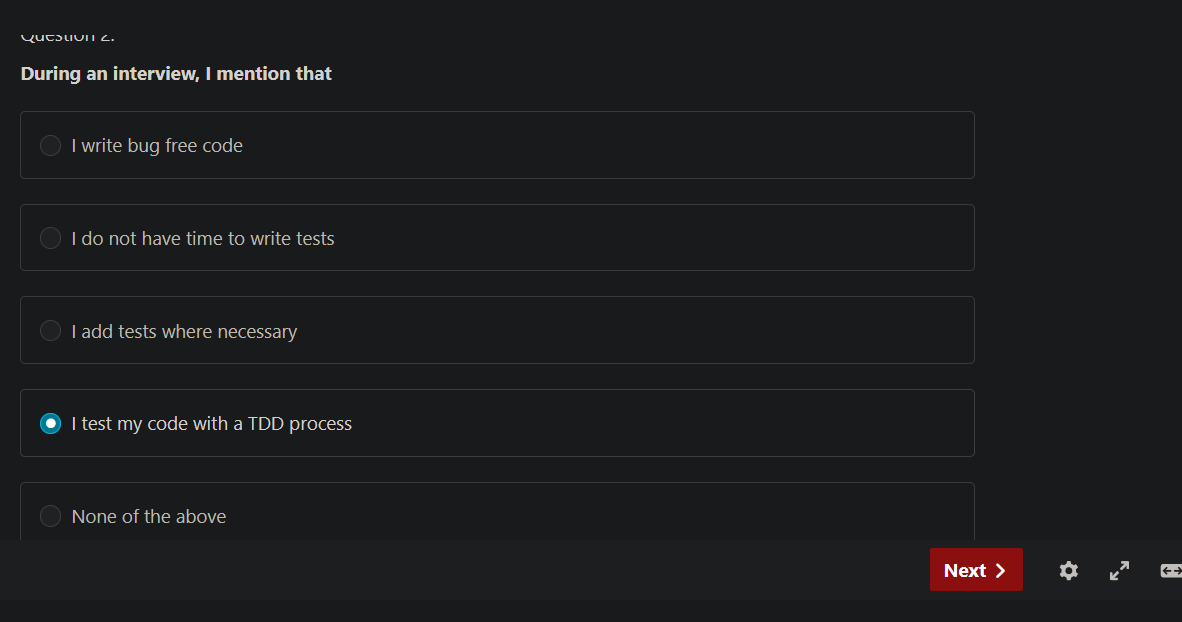 Question 2:
During an interview, I mention that
I write bug free code
I do not have time to write tests
I add tests where necessary
I test my code with a TDD process
None of the above
Next